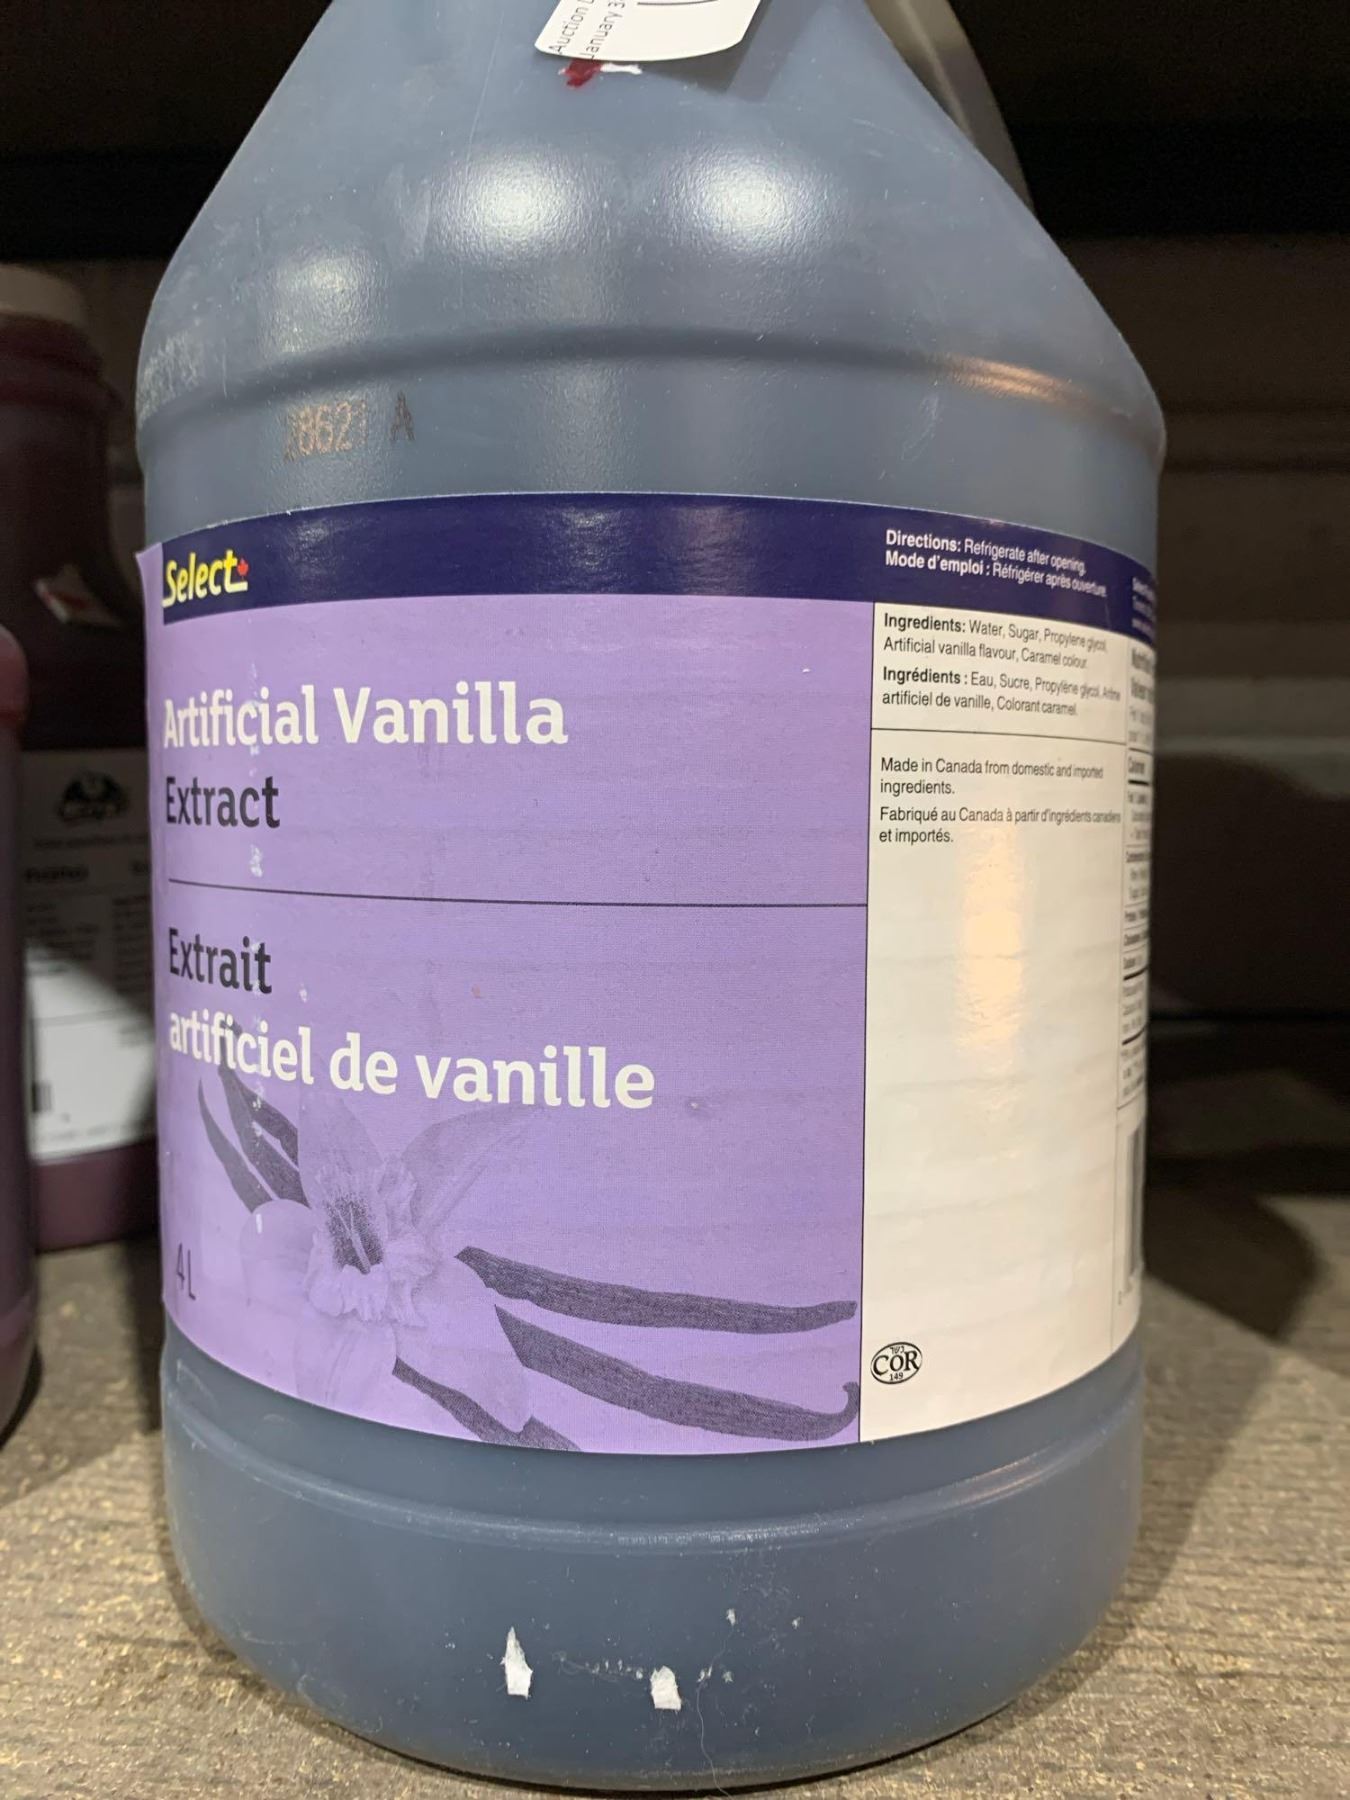 Auction
January 3
28621 A
Select
Artificial Vanilla
Extract
Extrait
artificiel de vanille
4L
Directions: Refrigerate after opening.
Mode d'emploi : Réfrigérer après ouverture
Ingredients: Water, Sugar, Propylene glycol,
Artificial vanilla flavour, Caramel colour.
Ingrédients : Eau, Sucre, Propylène glycol, Arôme
artificiel de vanille, Colorant caramel.
Made in Canada from domestic and imported
ingredients.
Fabriqué au Canada à partir d'ingrédients canadiens
et importés.
כשר
COR
149